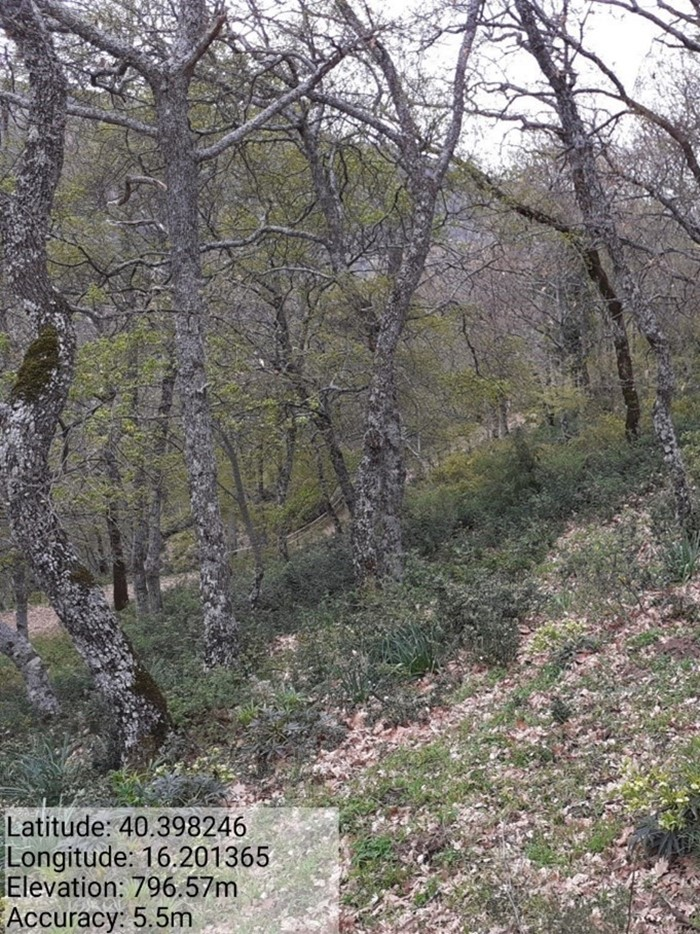 Latitude: 40.398246
Longitude: 16.201365
Elevation: 796.57m
Accuracy: 5.5m